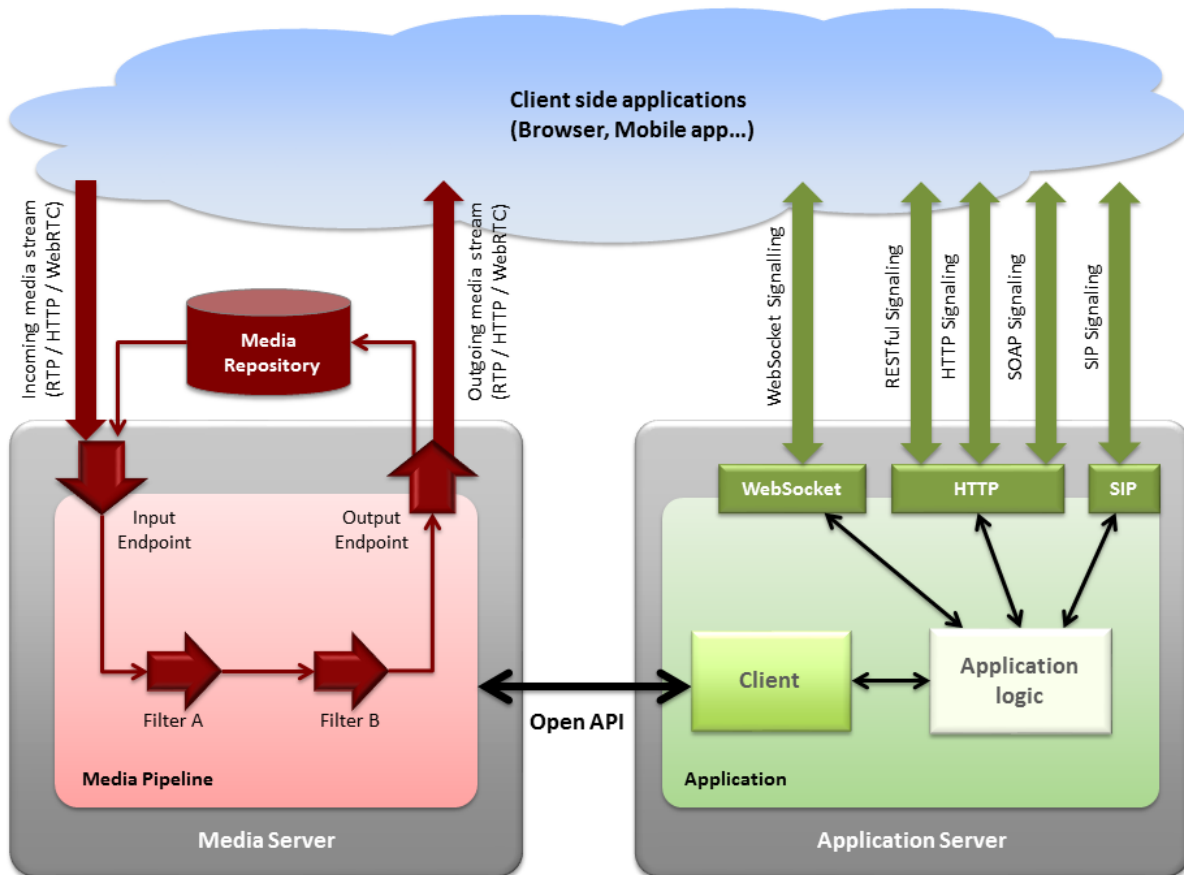 Client side applications
(Browser, Mobile app...)
Incoming media stream
(RTP / HTTP / WebRTC)
Media
Repository
Outgoing media stream
(RTP / HTTP / WebRTC)
WebSocket Signalling
RESTful Signaling
HTTP Signaling
SOAP Signaling
SIP Signaling
Input
Endpoint
Output
Endpoint
Filter A
Filter B
Media Pipeline
Media Server
Open API
WebSocket
HTTP
SIP
Client
Application
logic
Application
Application Server